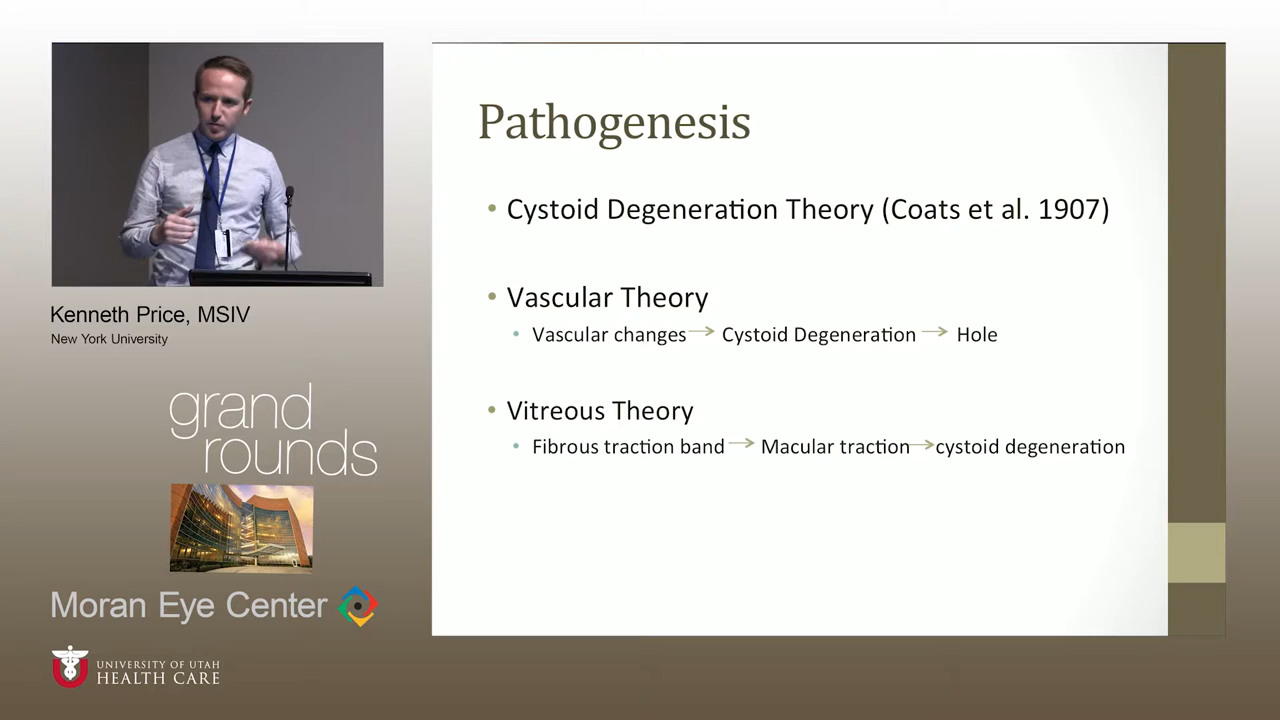 Pathogenesis
• Cystoid Degeneration Theory (Coats et al. 1907)
• Vascular Theory
• Vascular changes → Cystoid Degeneration → Hole
• Vitreous Theory
• Fibrous traction band → Macular traction → cystoid degeneration
Kenneth Price, MSIV
New York University
grand
rounds
Moran Eye Center
UNIVERSITY OF UTAH
HEALTH CARE